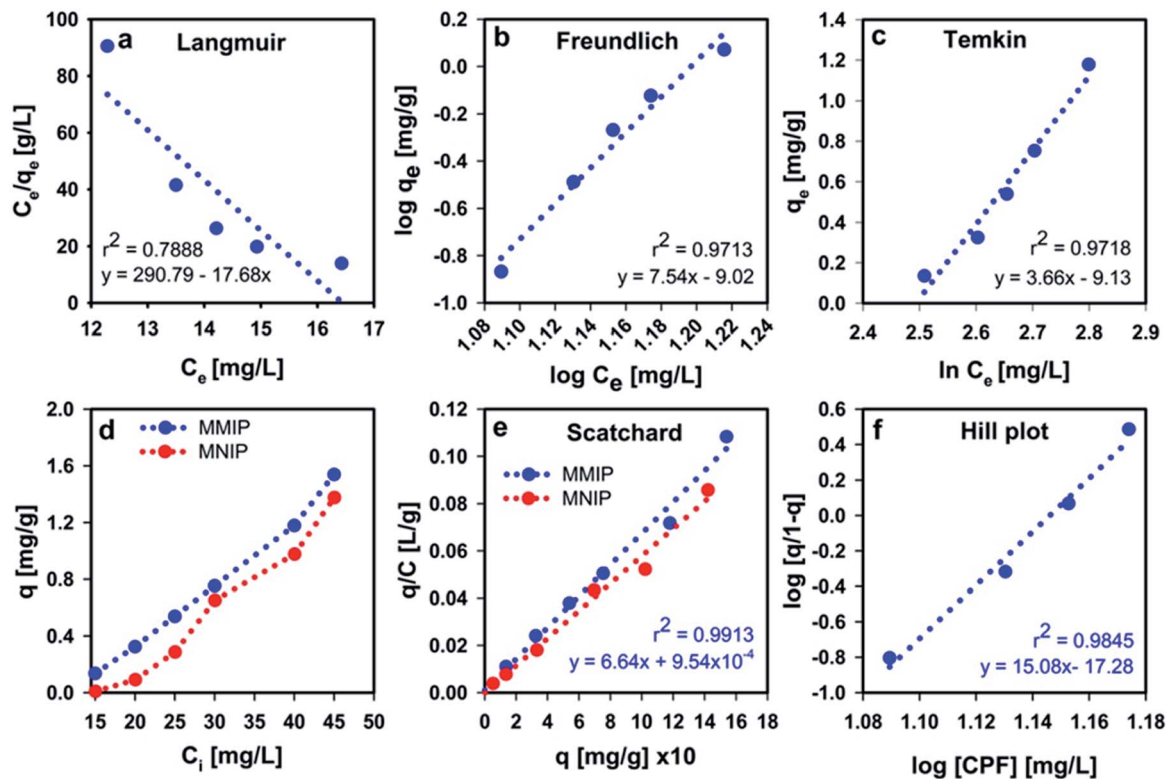 a Langmuir
100
80
60
40
20
0
C_e/q_e [g/L]
r² = 0.7888
y = 290.79 - 17.68x
12 13 14 15 16 17
C_e [mg/L]
b Freundlich
0.2
0.0
-0.2
-0.4
-0.6
-0.8
-1.0
log q_e [mg/g]
r² = 0.9713
y = 7.54x - 9.02
1.08 1.10 1.12 1.14 1.16 1.18 1.20 1.22 1.24
log C_e [mg/L]
c Temkin
1.4
1.2
1.0
0.8
0.6
0.4
0.2
0.0
q_e [mg/g]
r² = 0.9718
y = 3.66x - 9.13
2.4 2.5 2.6 2.7 2.8 2.9
ln C_e [mg/L]
d
MMIP
MNIP
2.0
1.6
1.2
0.8
0.4
0.0
q [mg/g]
15 20 25 30 35 40 45 50
C_i [mg/L]
e Scatchard
MMIP
MNIP
0.12
0.10
0.08
0.06
0.04
0.02
0.00
q/C [L/g]
r² = 0.9913
y = 6.64x + 9.54x10⁻⁴
0 2 4 6 8 10 12 14 16 18
q [mg/g] x10
f Hill plot
0.6
0.4
0.2
0.0
-0.2
-0.4
-0.6
-0.8
-1.0
log [q/1-q]
r² = 0.9845
y = 15.08x- 17.28
1.08 1.10 1.12 1.14 1.16 1.18
log [CPF] [mg/L]